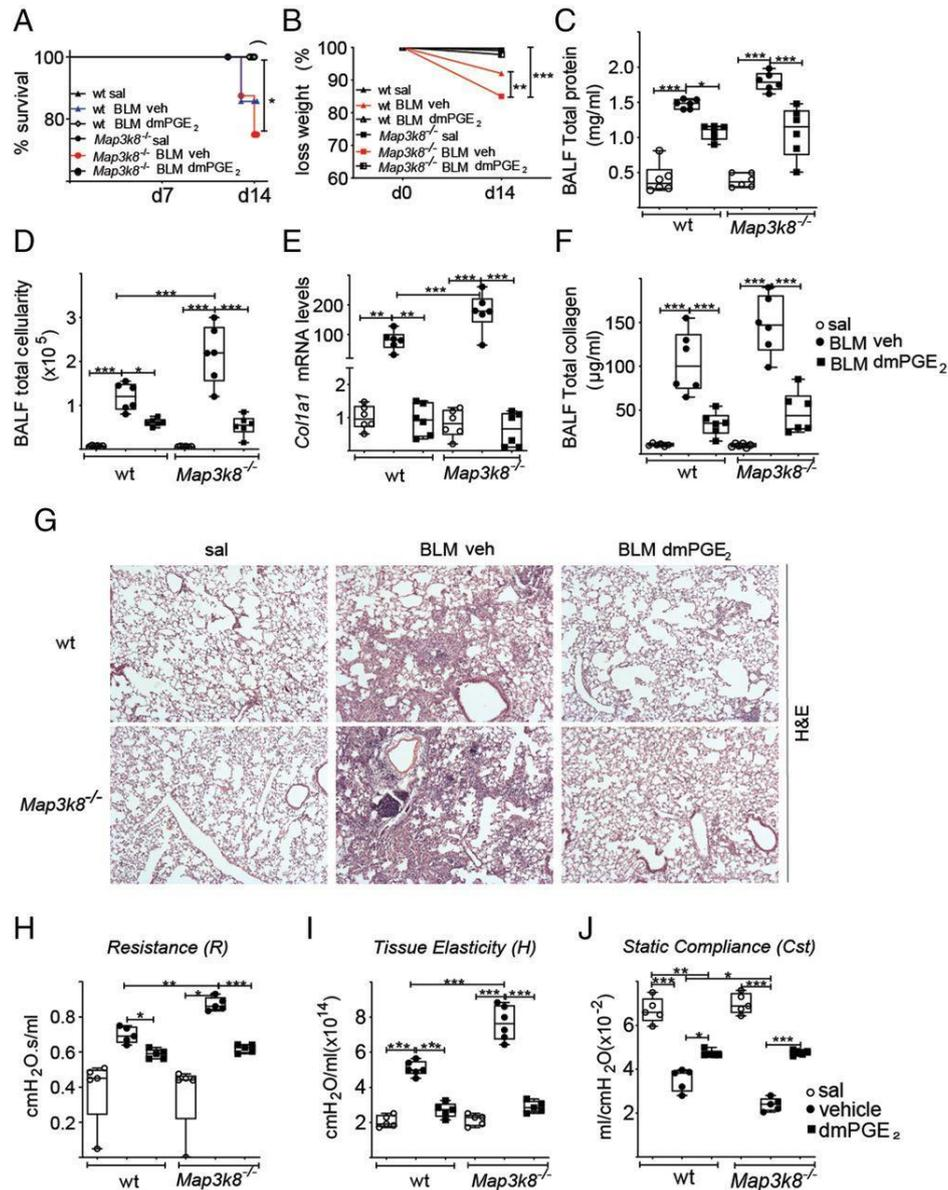 A
% survival
100
80
d7
d14
*
wt sal
wt BLM veh
wt BLM dmPGE₂
Map3k8⁻/⁻ sal
Map3k8⁻/⁻ BLM veh
Map3k8⁻/⁻ BLM dmPGE₂
B
loss weight (%
100
90
80
70
60
d0
d14
** ***
wt sal
wt BLM veh
wt BLM dmPGE₂
Map3k8⁻/⁻ sal
Map3k8⁻/⁻ BLM veh
Map3k8⁻/⁻ BLM dmPGE₂
C
BALF Total protein
(mg/ml)
1.5
1.0
0.5
*** *
*** ***
wt
Map3k8⁻/⁻
D
BALF total cellularity
(x10⁵)
3
2
1
***
*** *
*** ***
wt
Map3k8⁻/⁻
E
Col1a1 mRNA levels
200
100
2
1
***
** **
*** ***
wt
Map3k8⁻/⁻
F
BALF Total collagen
(µg/ml)
150
100
50
*** ***
*** ***
wt
Map3k8⁻/⁻
sal
BLM veh
BLM dmPGE₂
G
sal
BLM veh
BLM dmPGE₂
wt
Map3k8⁻/⁻
H&E
H
Resistance (R)
cmH₂O.s/ml
0.8
0.6
0.4
0.2
**
*
* ***
wt
Map3k8⁻/⁻
I
Tissue Elasticity (H)
cmH₂O/ml(x10¹⁴)
8
6
4
2
***
*** ***
*** ***
wt
Map3k8⁻/⁻
J
Static Compliance (Cst)
ml/cmH₂O(x10⁻²)
6
4
2
** *
*** ***
* ***
wt
Map3k8⁻/⁻
sal
vehicle
dmPGE₂